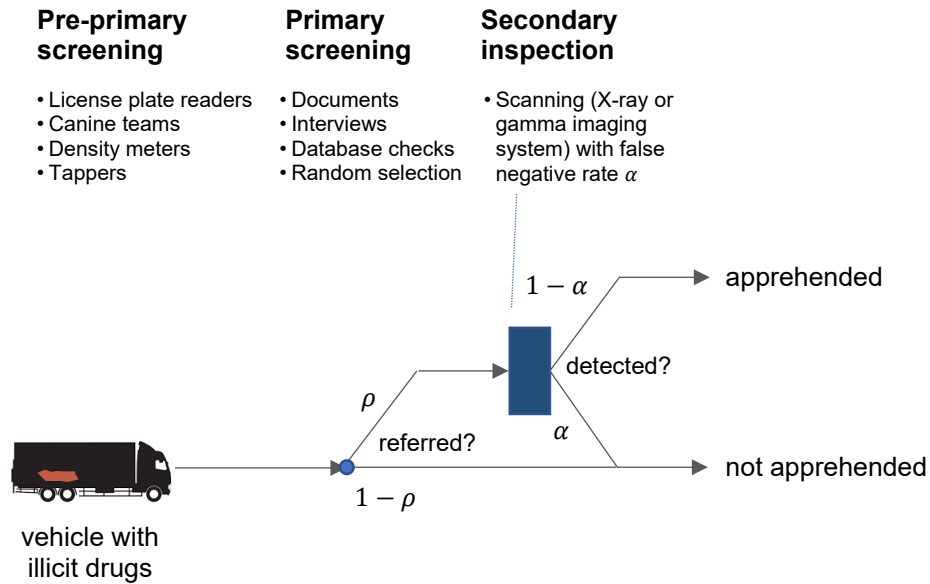 Pre-primary
screening
• License plate readers
• Canine teams
• Density meters
• Tappers
Primary
screening
• Documents
• Interviews
• Database checks
• Random selection
Secondary
inspection
• Scanning (X-ray or
gamma imaging
system) with false
negative rate α
1 − α
apprehended
detected?
ρ
α
referred?
not apprehended
1 − ρ
vehicle with
illicit drugs